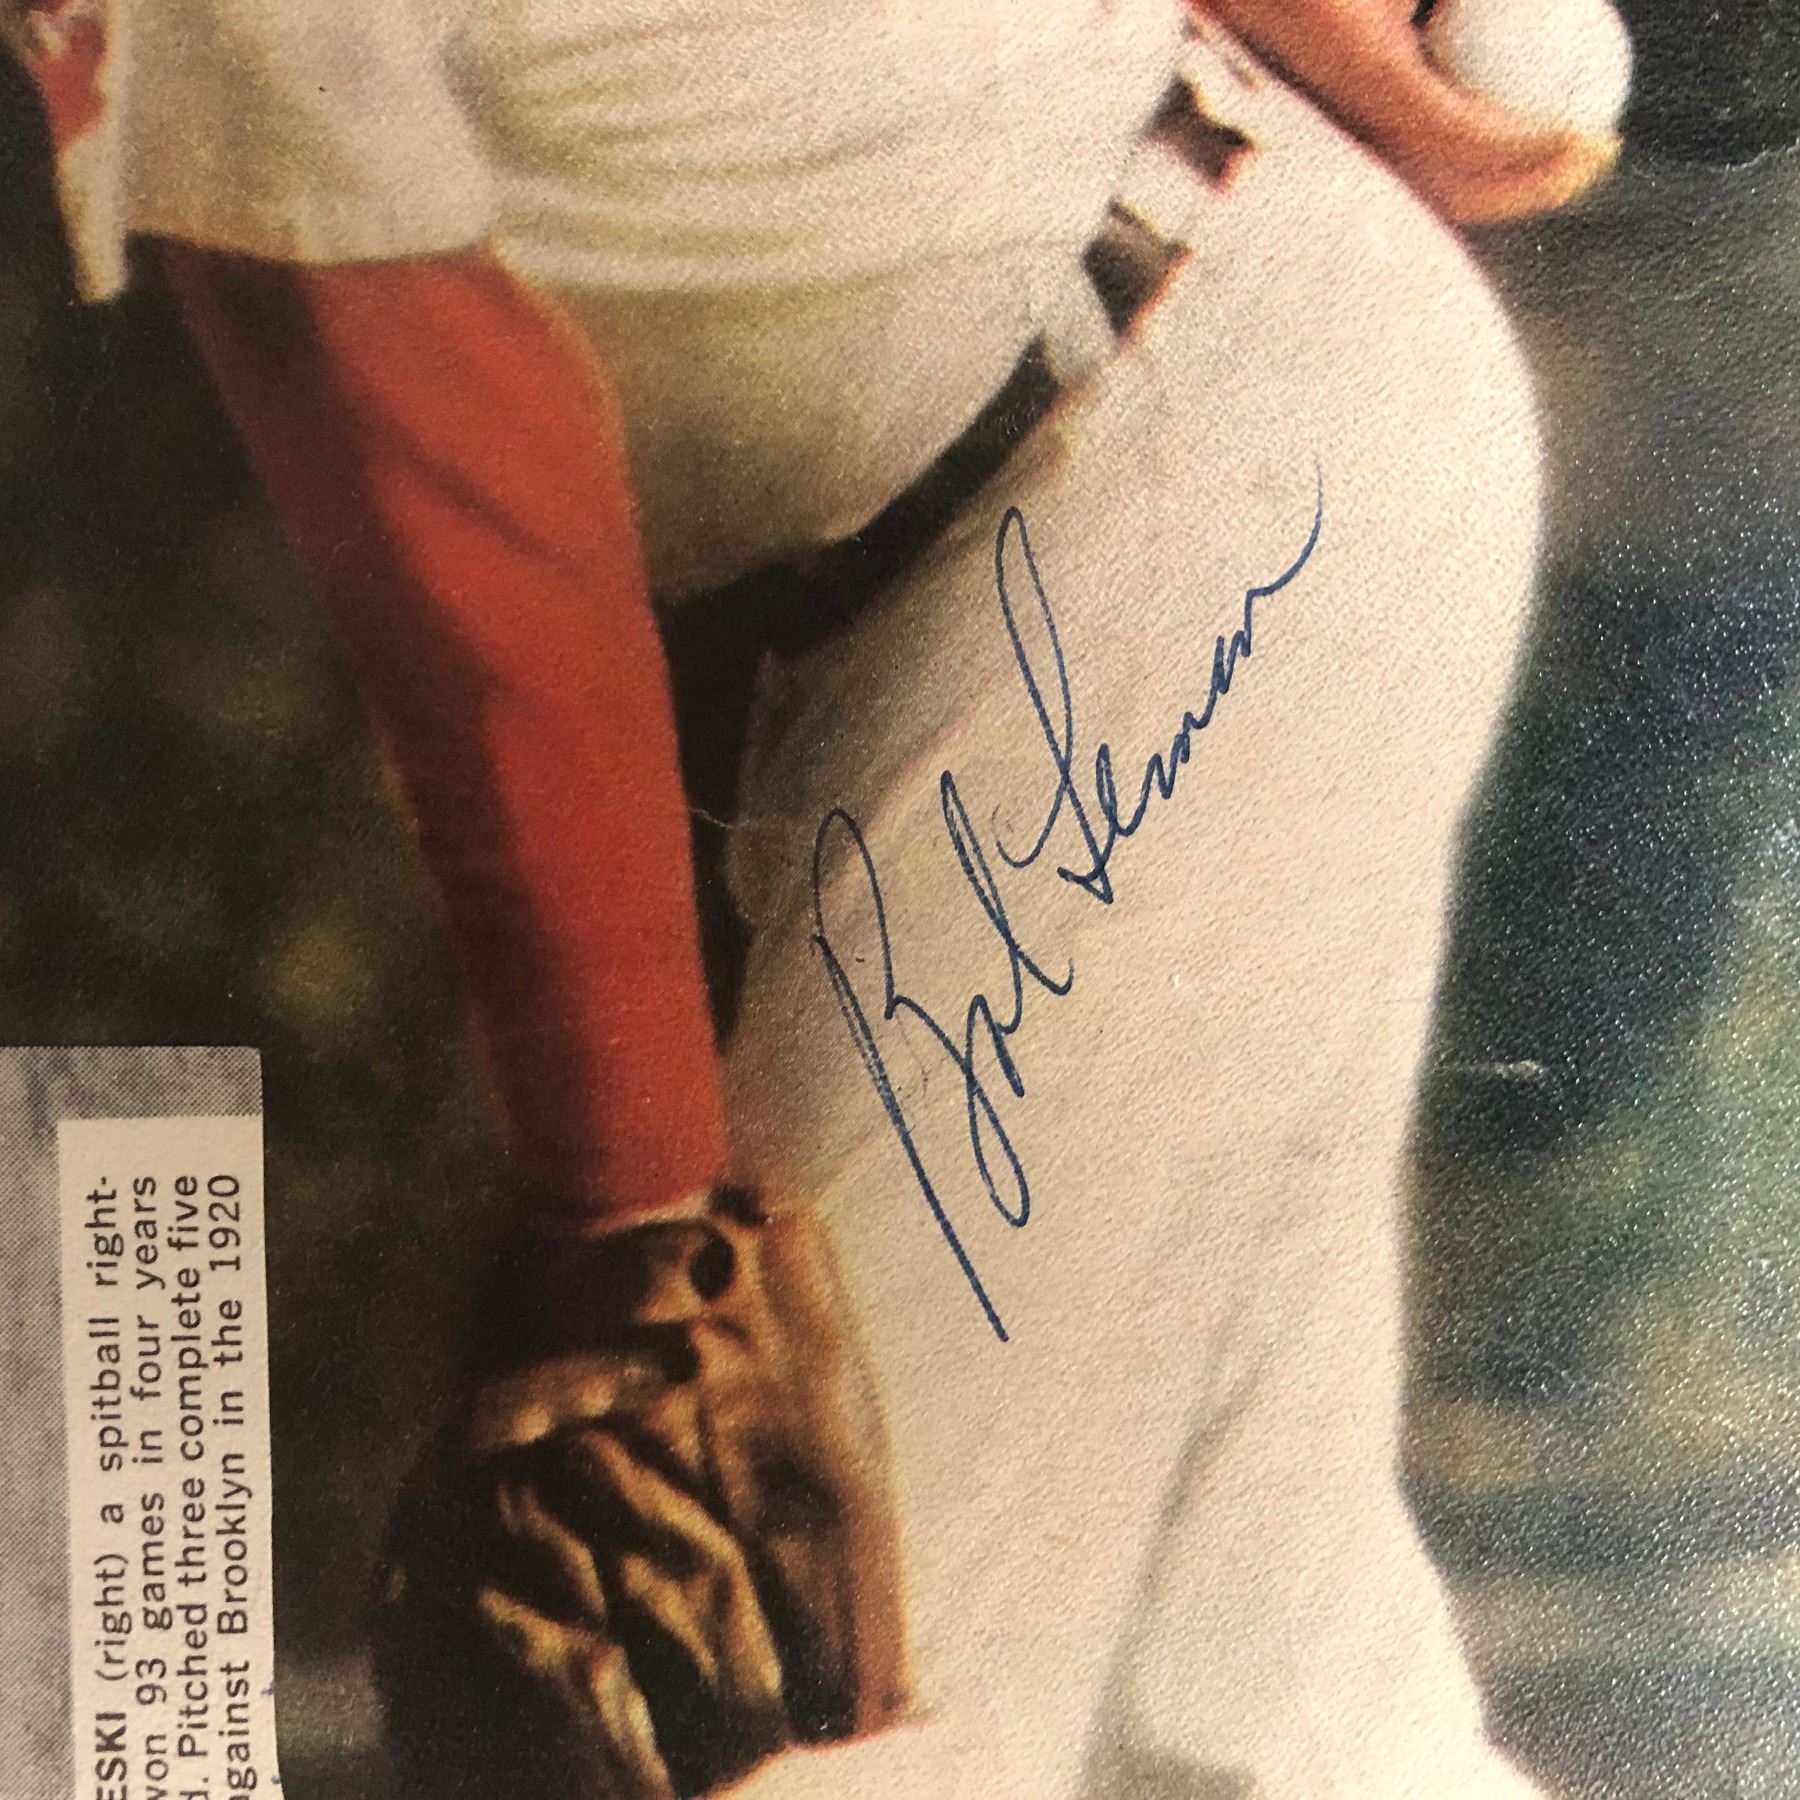 Bob Lemon
ESKI (right) a spitball right-
won 93 games in four years
d. Pitched three complete five
against Brooklyn in the 1920